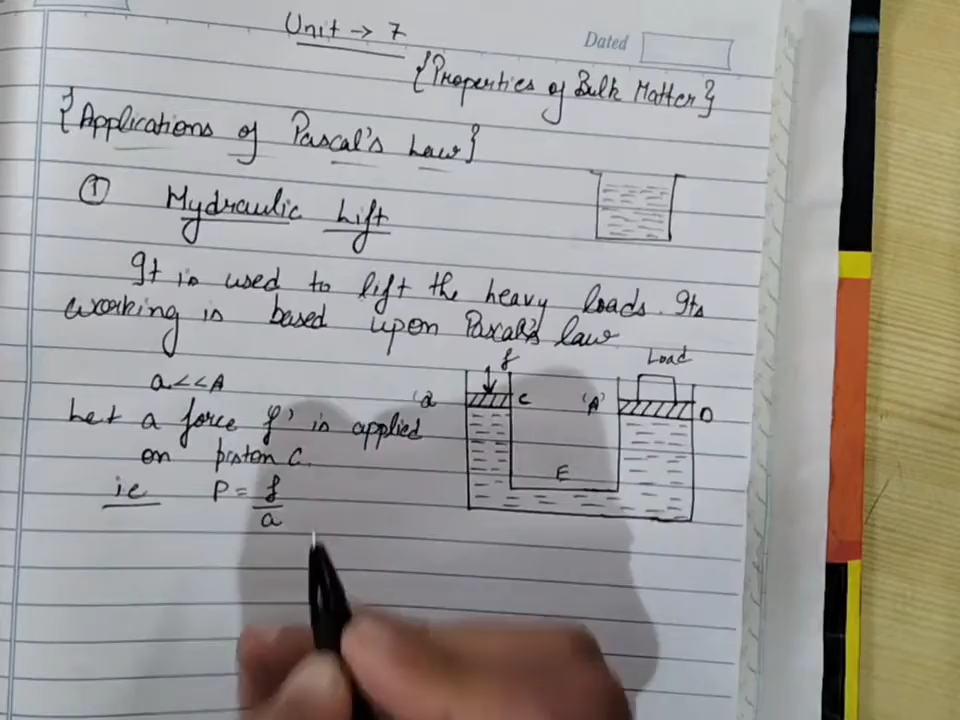 Unit → 7
Dated
{Properties of Bulk Matter}
{Applications of Pascal's Law}
① Hydraulic Lift
It is used to lift the heavy loads. Its
working is based upon Pascal's law
f
Load
a<<A
'a
C
'A'
D
Let a force f' is applied
on piston C.
E
ie P = f/a